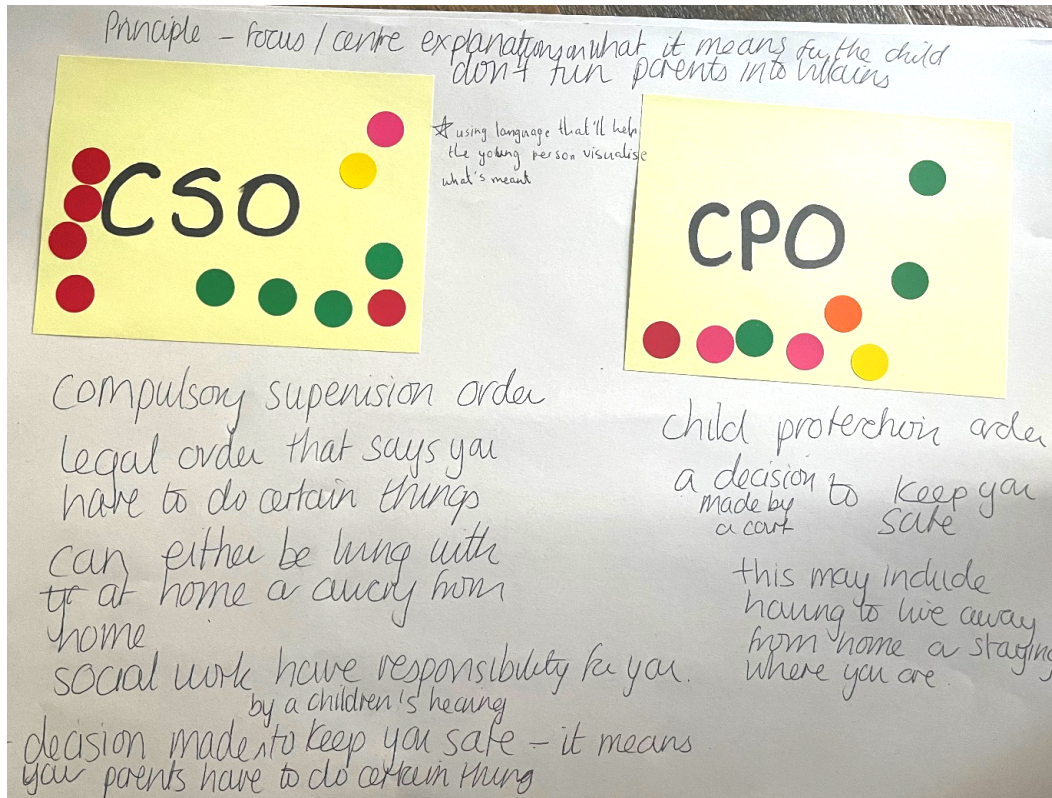 Principle - focus / centre explanations on what it means for the child
don't turn parents into villains
☆ using language that'll help
the young person visualise
what's meant
CSO
compulsory supervision order
legal order that says you
have to do certain things
can either be living with
at home or away from
home
social work have responsibility for you.
by a children's hearing
decision made ^ to keep you safe - it means
your parents have to do certain thing
CPO
child protection order
a decision to keep you
made by
a court safe
this may include
having to live away
from home or staying
where you are